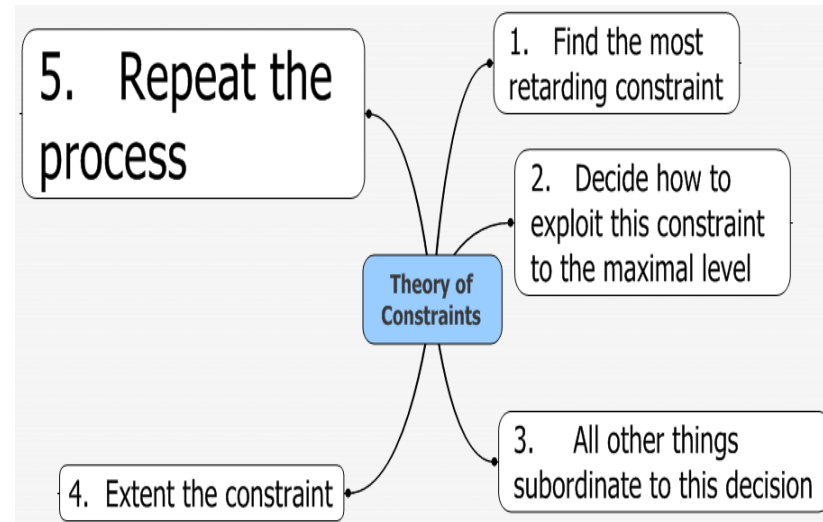 Theory of
Constraints
1. Find the most
retarding constraint
2. Decide how to
exploit this constraint
to the maximal level
3. All other things
subordinate to this decision
4. Extent the constraint
5. Repeat the
process